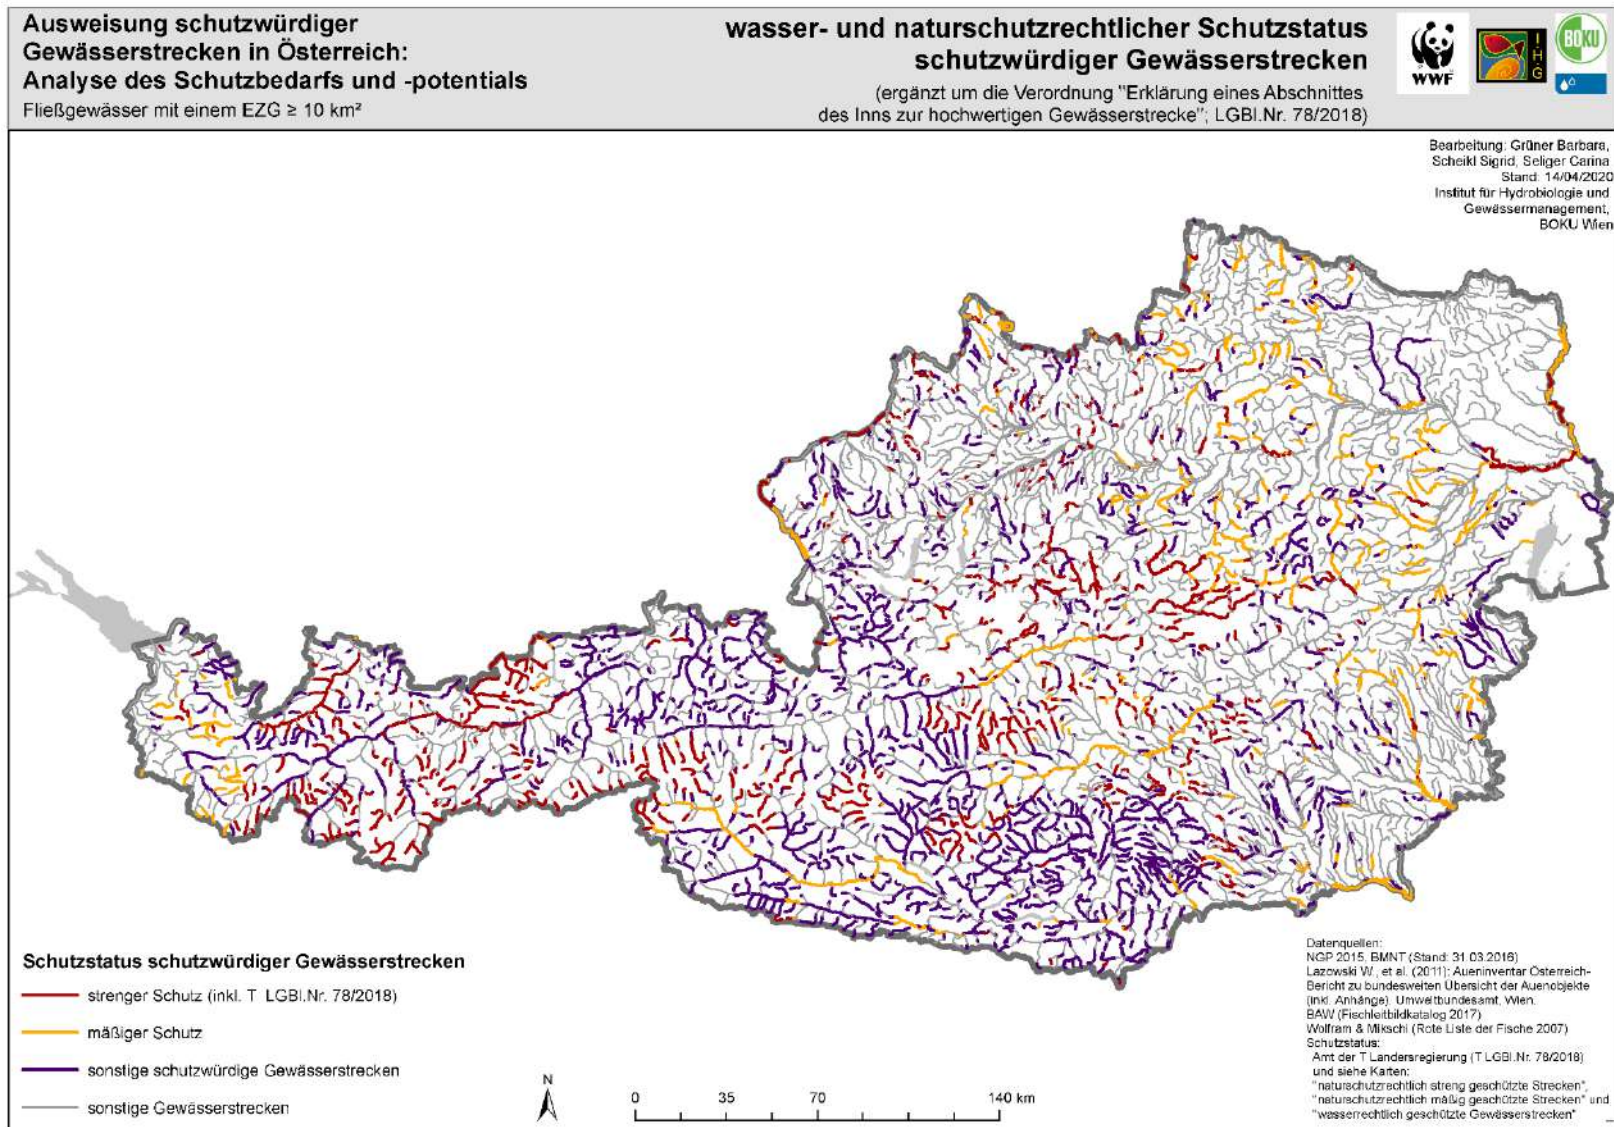 Ausweisung schutzwürdiger
Gewässerstrecken in Österreich:
Analyse des Schutzbedarfs und -potentials
Fließgewässer mit einem EZG ≥ 10 km²
wasser- und naturschutzrechtlicher Schutzstatus
schutzwürdiger Gewässerstrecken
(ergänzt um die Verordnung "Erklärung eines Abschnittes
des Inns zur hochwertigen Gewässerstrecke"; LGBl.Nr. 78/2018)
WWF
I·H·G
BOKU
Bearbeitung: Grüner Barbara,
Scheikl Sigrid, Seliger Carina
Stand: 14/04/2020
Institut für Hydrobiologie und
Gewässermanagement,
BOKU Wien
Schutzstatus schutzwürdiger Gewässerstrecken
strenger Schutz (inkl. T LGBl.Nr. 78/2018)
mäßiger Schutz
sonstige schutzwürdige Gewässerstrecken
sonstige Gewässerstrecken
N
0 35 70 140 km
Datenquellen:
NGP 2015, BMNT (Stand: 31.03.2016)
Lazowski W., et al. (2011): Aueninventar Österreich-
Bericht zu bundesweiten Übersicht der Auenobjekte
(inkl. Anhänge). Umweltbundesamt, Wien.
BAW (Fischleitbildkatalog 2017)
Wolfram & Mikschi (Rote Liste der Fische 2007)
Schutzstatus:
Amt der T Landersregierung (T LGBl.Nr. 78/2018)
und siehe Karten:
"naturschutzrechtlich streng geschützte Strecken",
"naturschutzrechtlich mäßig geschützte Strecken" und
"wasserrechtlich geschützte Gewässerstrecken"